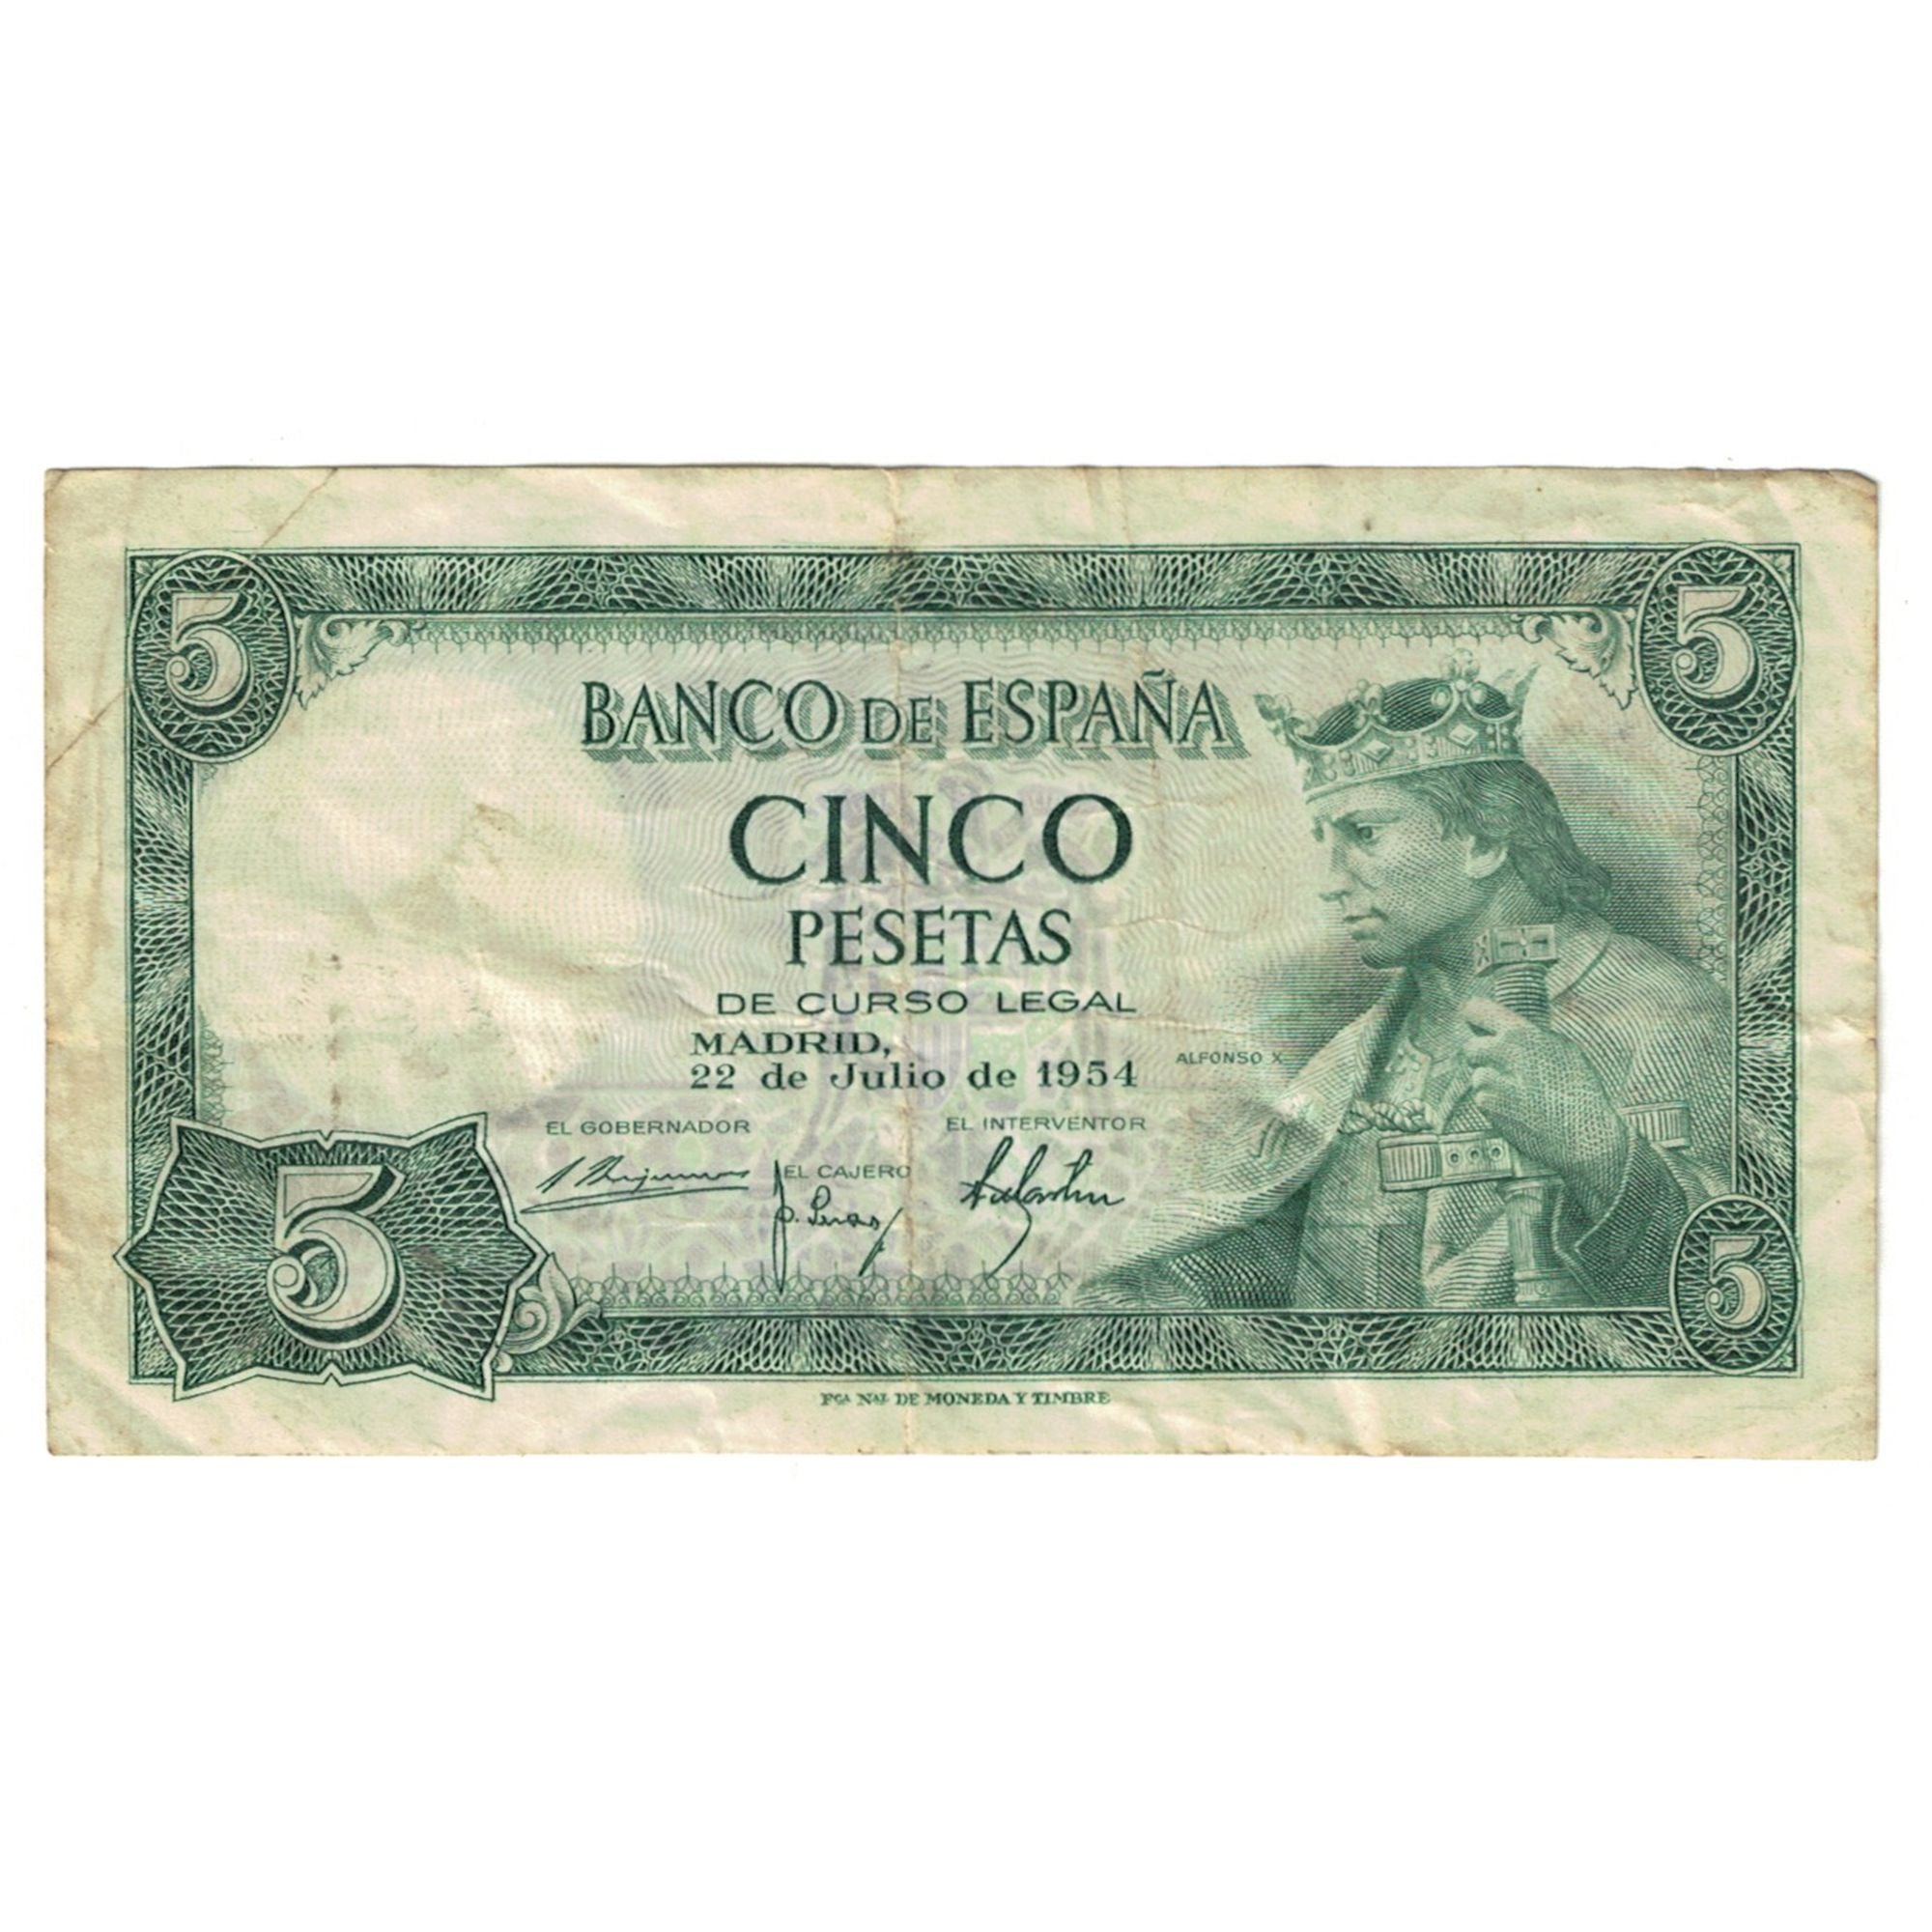 5 5
BANCO DE ESPAÑA
CINCO
PESETAS
DE CURSO LEGAL
MADRID,
22 de Julio de 1954
ALFONSO X
EL GOBERNADOR EL INTERVENTOR
EL CAJERO
5 5
FCA NAL DE MONEDA Y TIMBRE